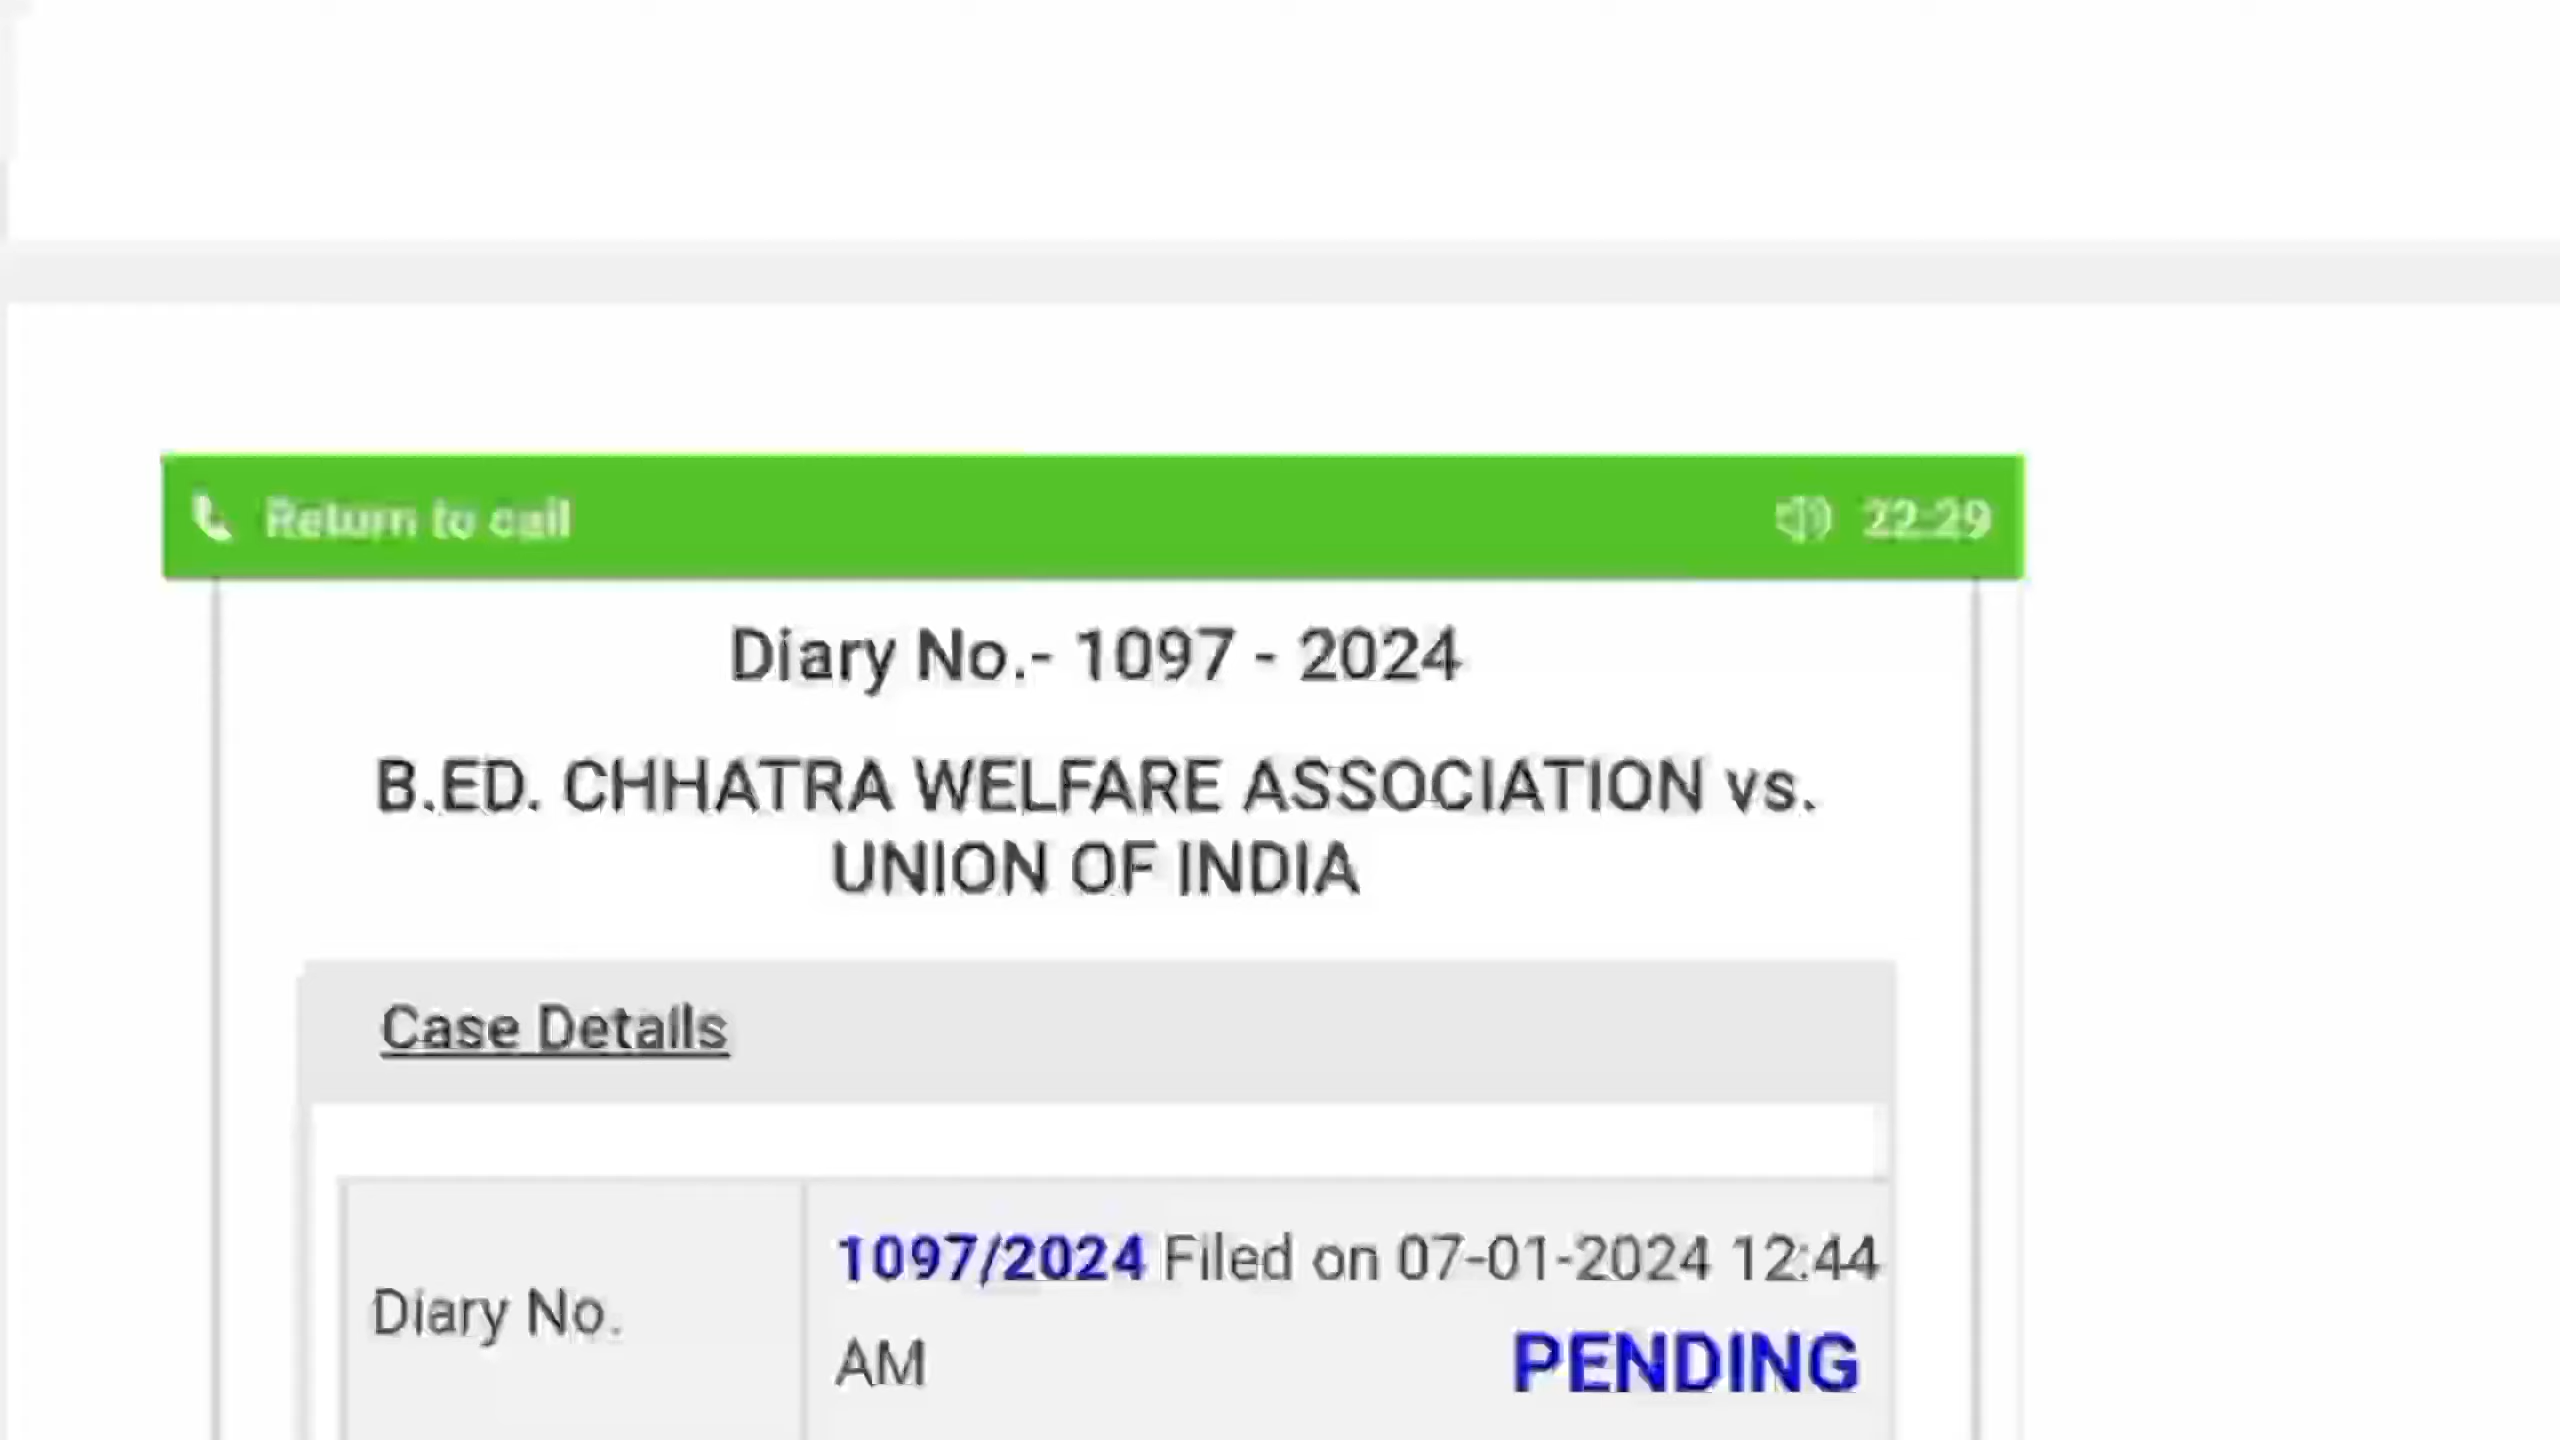 Return to call 22:29
Diary No.- 1097 - 2024
B.ED. CHHATRA WELFARE ASSOCIATION vs.
UNION OF INDIA
Case Details
Diary No.
1097/2024 Filed on 07-01-2024 12:44
AM PENDING